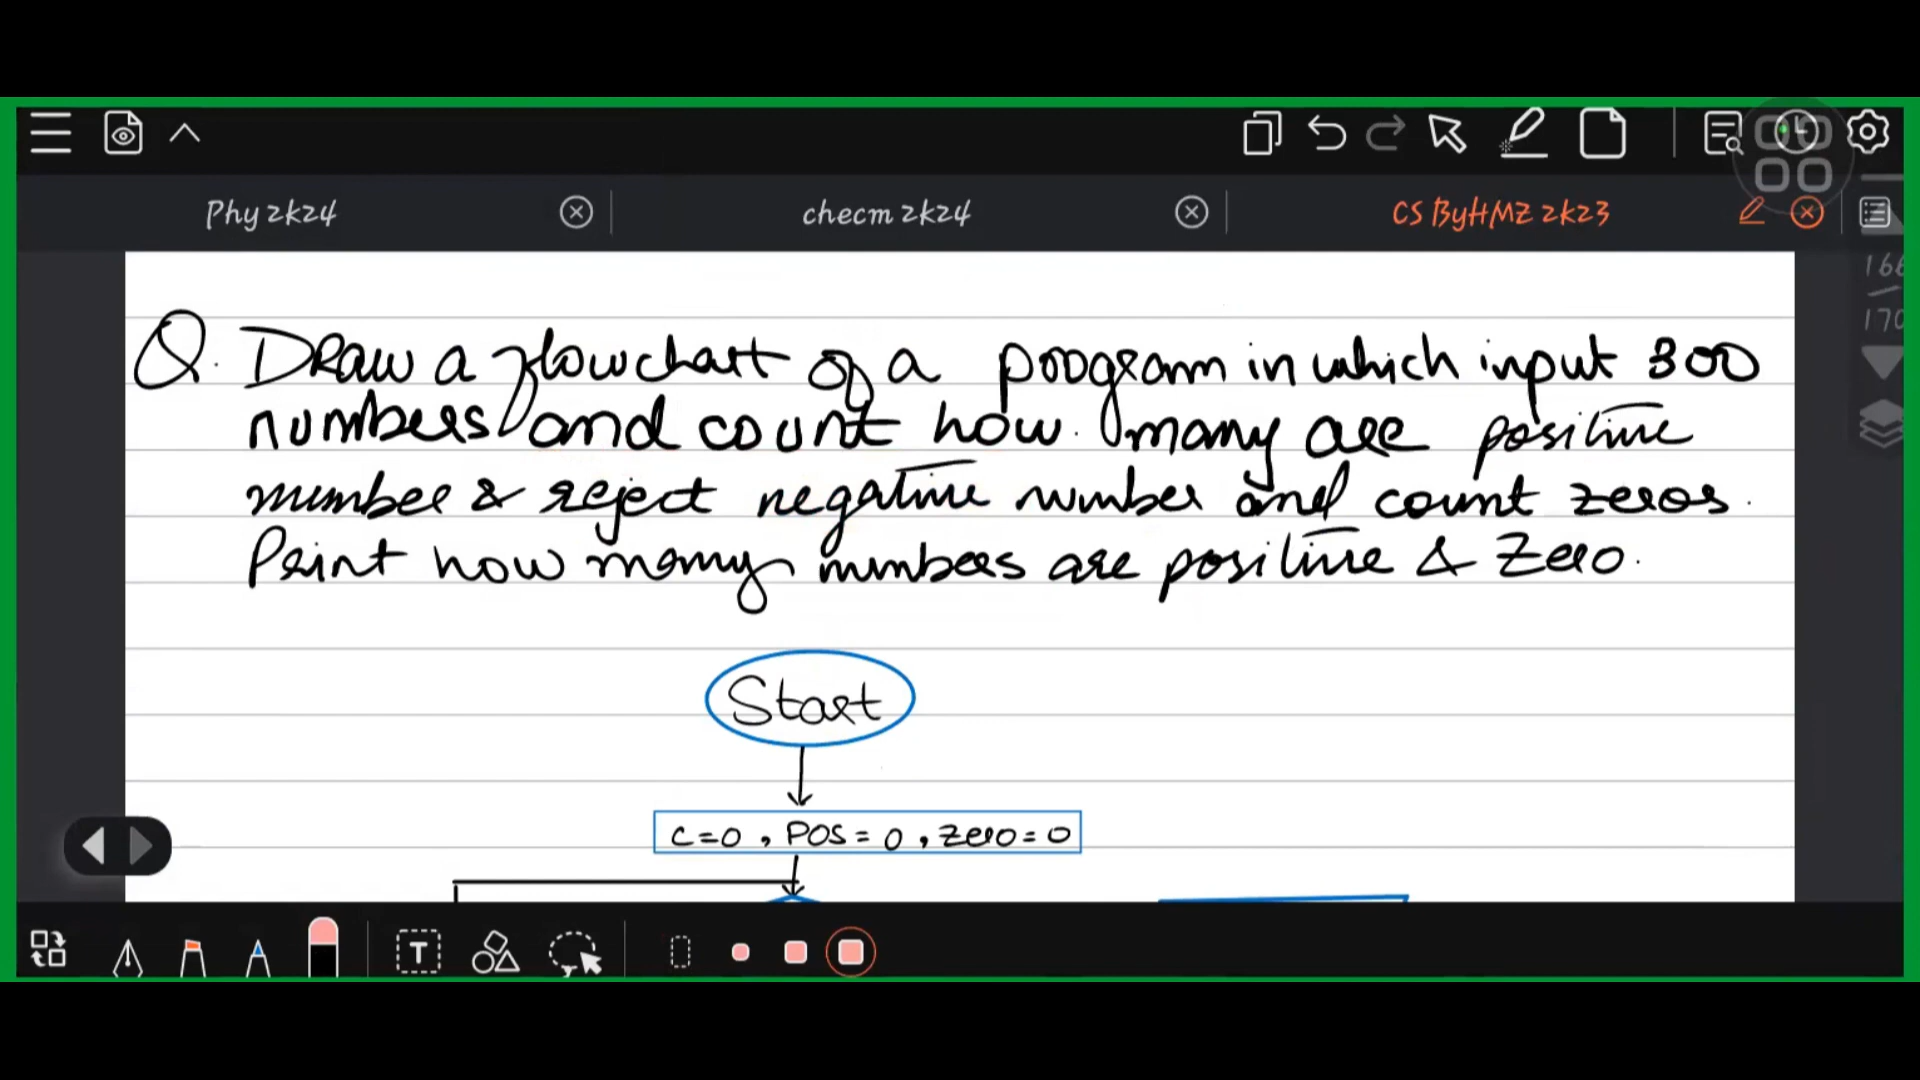 Phy 2k24
checm 2k24
CS ByHMZ 2k23
166
170
Q. Draw a flowchart of a program in which input 300
numbers and count how many are positive
number & reject negative number and count zeros.
Print how many numbers are positive & Zero.
Start
C=0, POS=0, Zero=0
T